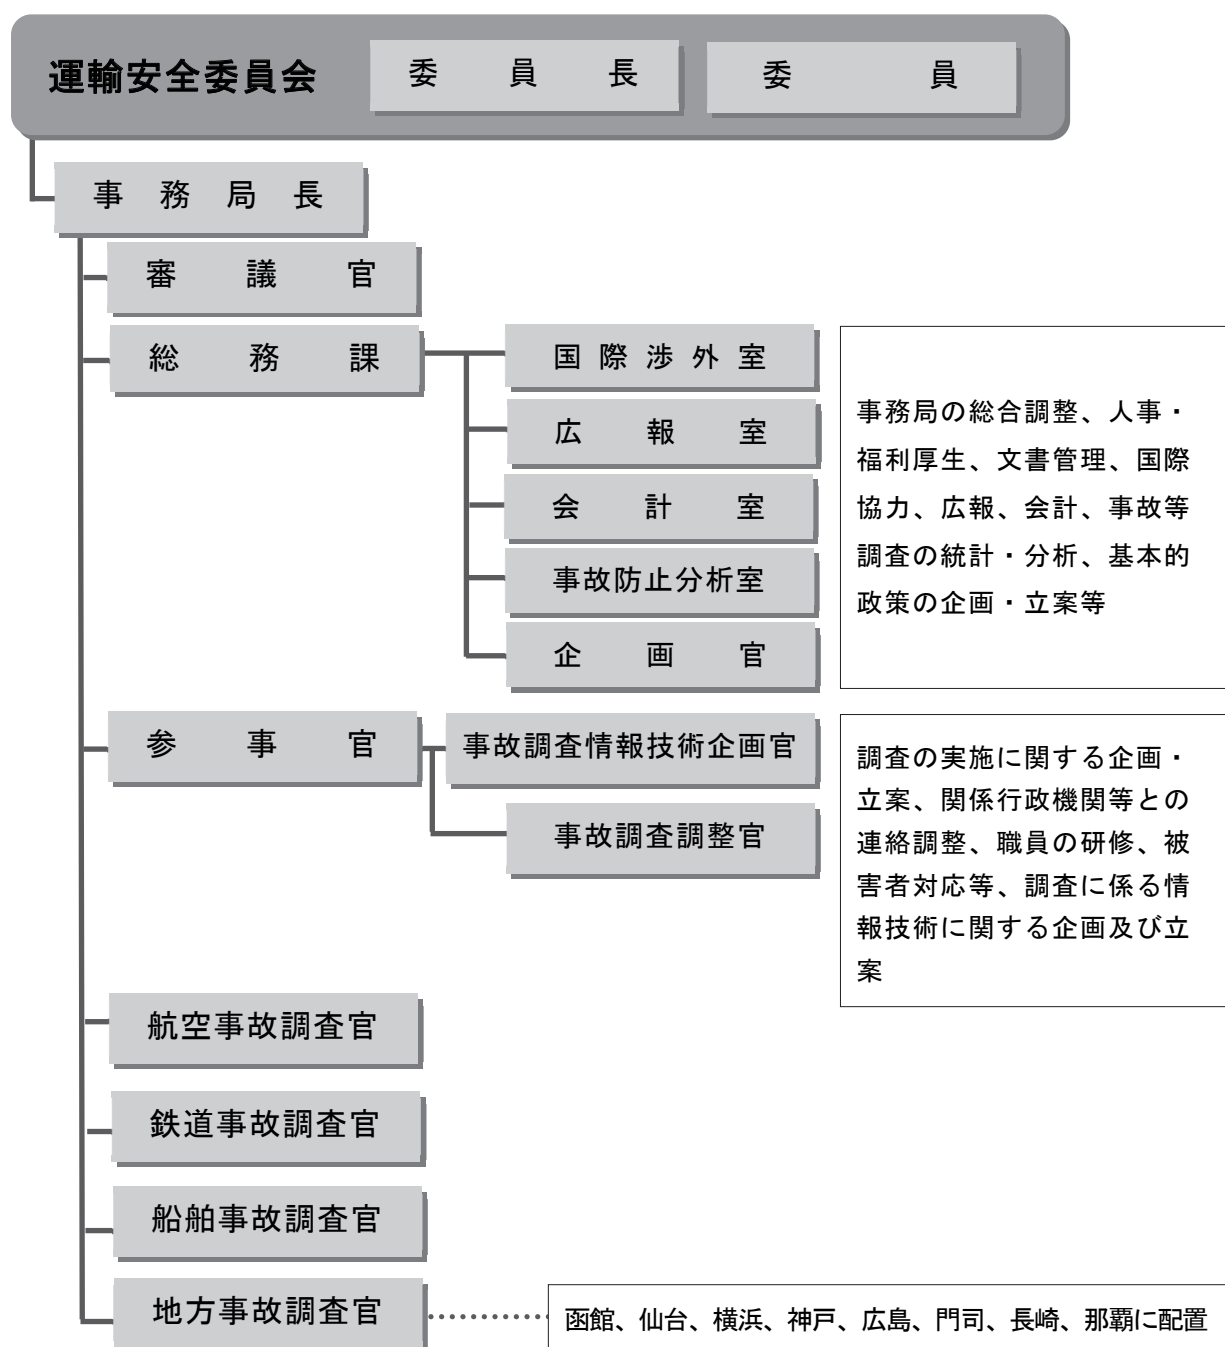 運輸安全委員会
委員長
委員
事務局長
審議官
総務課
国際渉外室
広報室
会計室
事故防止分析室
企画官
事務局の総合調整、人事・
福利厚生、文書管理、国際
協力、広報、会計、事故等
調査の統計・分析、基本的
政策の企画・立案等
参事官
事故調査情報技術企画官
事故調査調整官
調査の実施に関する企画・
立案、関係行政機関等との
連絡調整、職員の研修、被
害者対応等、調査に係る情
報技術に関する企画及び立
案
航空事故調査官
鉄道事故調査官
船舶事故調査官
地方事故調査官
函館、仙台、横浜、神戸、広島、門司、長崎、那覇に配置